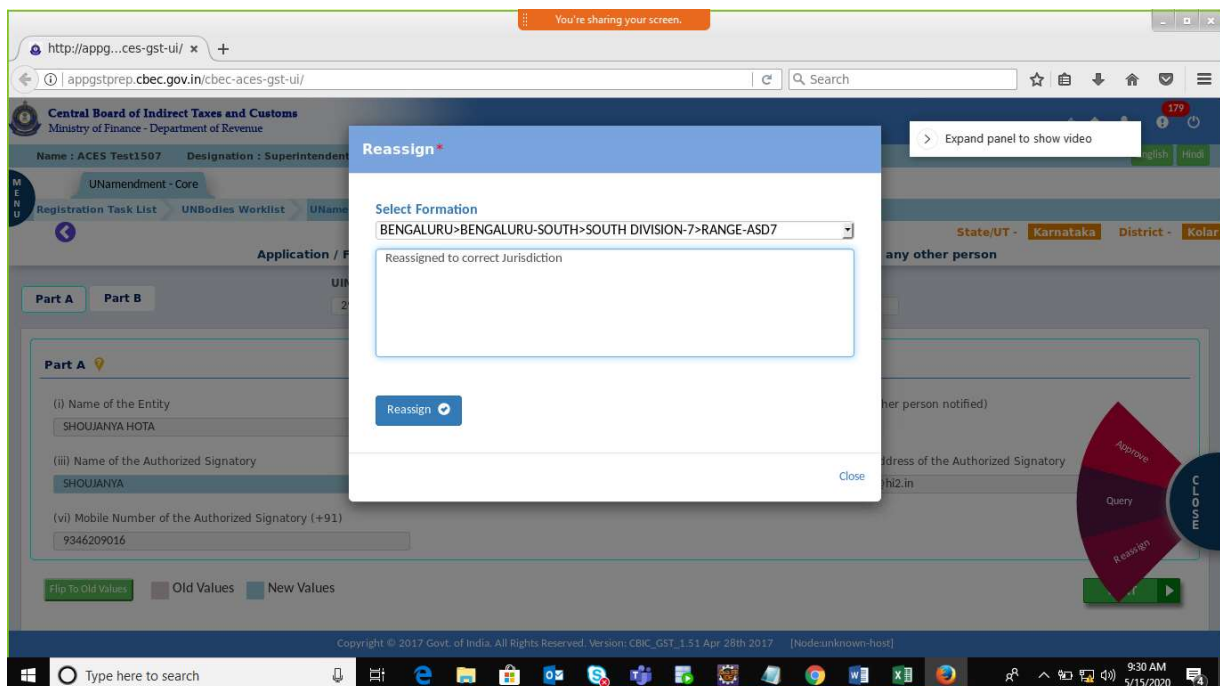 You're sharing your screen.
http://appg...ces-gst-ui/ × +
appgstprep.cbec.gov.in/cbec-aces-gst-ui/
Search
Central Board of Indirect Taxes and Customs
Ministry of Finance - Department of Revenue
179
Name : ACES Test1507 Designation : Superintendent
English Hindi
Expand panel to show video
MENU
UNamendment - Core
Registration Task List UNBodies Worklist UName
State/UT - Karnataka District - Kolar
Application / F
any other person
Reassign*
Select Formation
BENGALURU>BENGALURU-SOUTH>SOUTH DIVISION-7>RANGE-ASD7
Reassigned to correct Jurisdiction
Reassign
Close
Part A Part B
UIN
Part A
(i) Name of the Entity
her person notified)
SHOUJANYA HOTA
(iii) Name of the Authorized Signatory
ddress of the Authorized Signatory
SHOUJANYA
hi2.in
(vi) Mobile Number of the Authorized Signatory (+91)
9346209016
Approve
Query
Reassign
CLOSE
Flip To Old Values Old Values New Values
Copyright © 2017 Govt. of India. All Rights Reserved. Version: CBIC_GST_1.51 Apr 28th 2017 [Node:unknown-host]
Type here to search
9:30 AM
5/15/2020